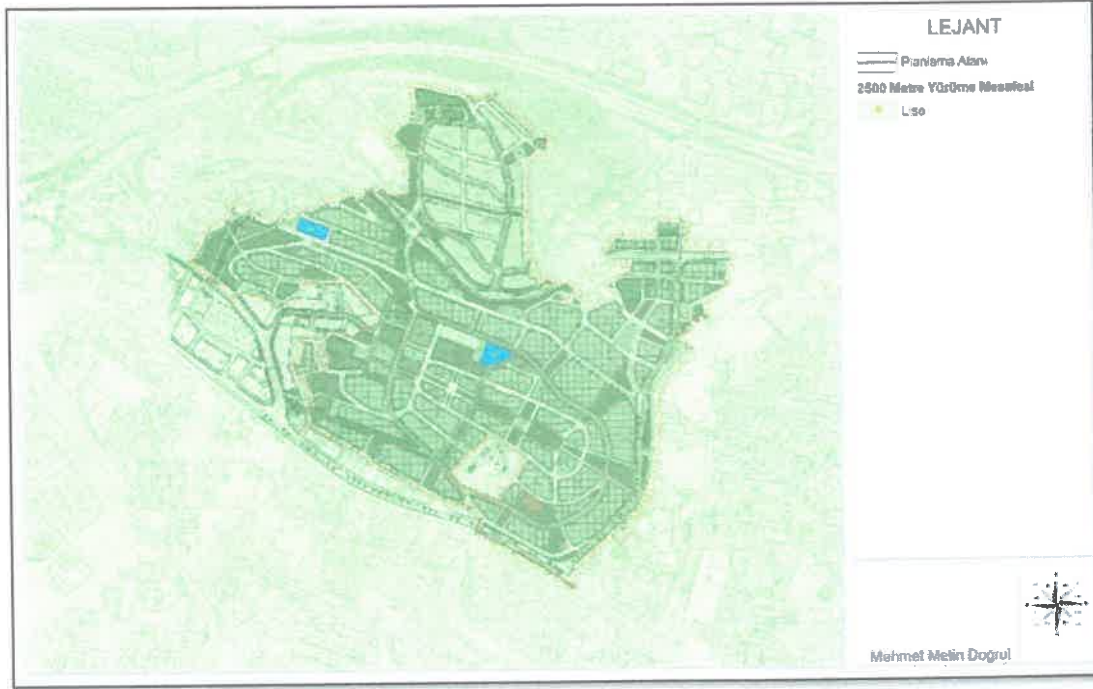 LEJANT
Planlama Alanı
2500 Metre Yürüme Mesafesi
Lise
Mehmet Metin Doğrul